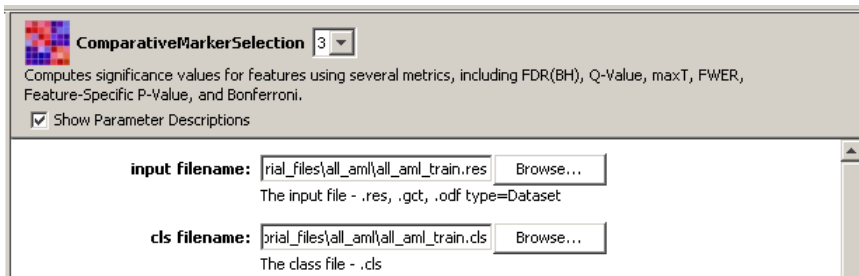 ComparativeMarkerSelection 3
Computes significance values for features using several metrics, including FDR(BH), Q-Value, maxT, FWER,
Feature-Specific P-Value, and Bonferroni.
Show Parameter Descriptions
input filename: rial_files\all_aml\all_aml_train.res Browse...
The input file - .res, .gct, .odf type=Dataset
cls filename: orial_files\all_aml\all_aml_train.cls Browse...
The class file - .cls